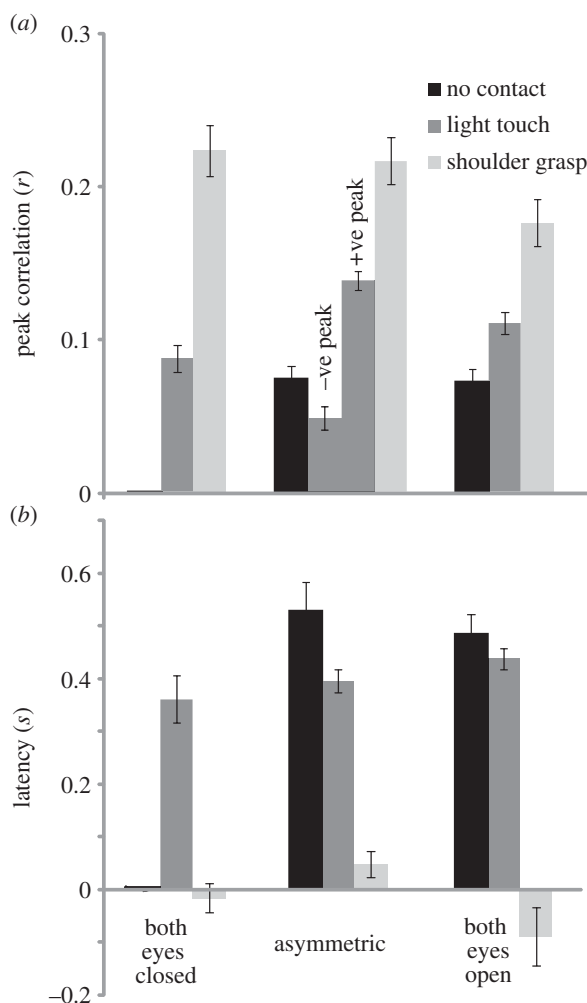 (a)
0.3
no contact
light touch
shoulder grasp
0.2
+ve peak
–ve peak
peak correlation (r)
0.1
0
(b)
0.6
0.4
latency (s)
0.2
0
both
eyes
closed
asymmetric
both
eyes
open
–0.2